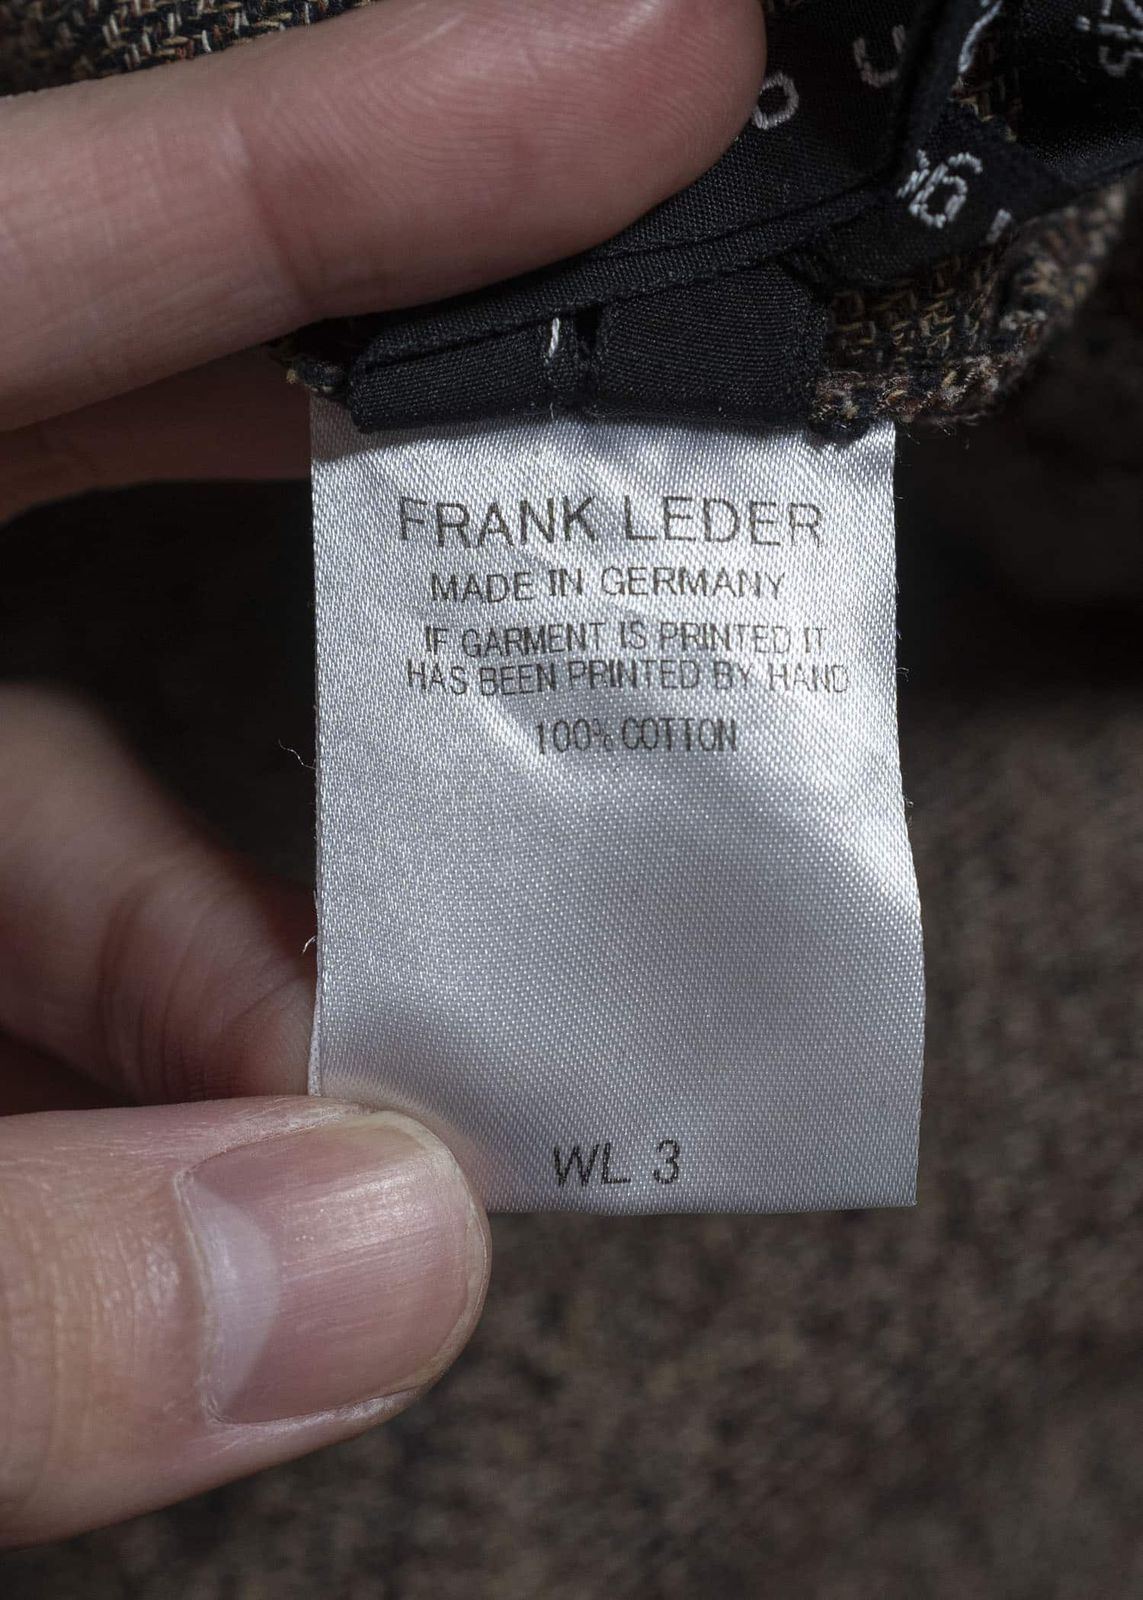 FRANK LEDER
MADE IN GERMANY
IF GARMENT IS PRINTED IT
HAS BEEN PRINTED BY HAND
100% COTTON
WL 3